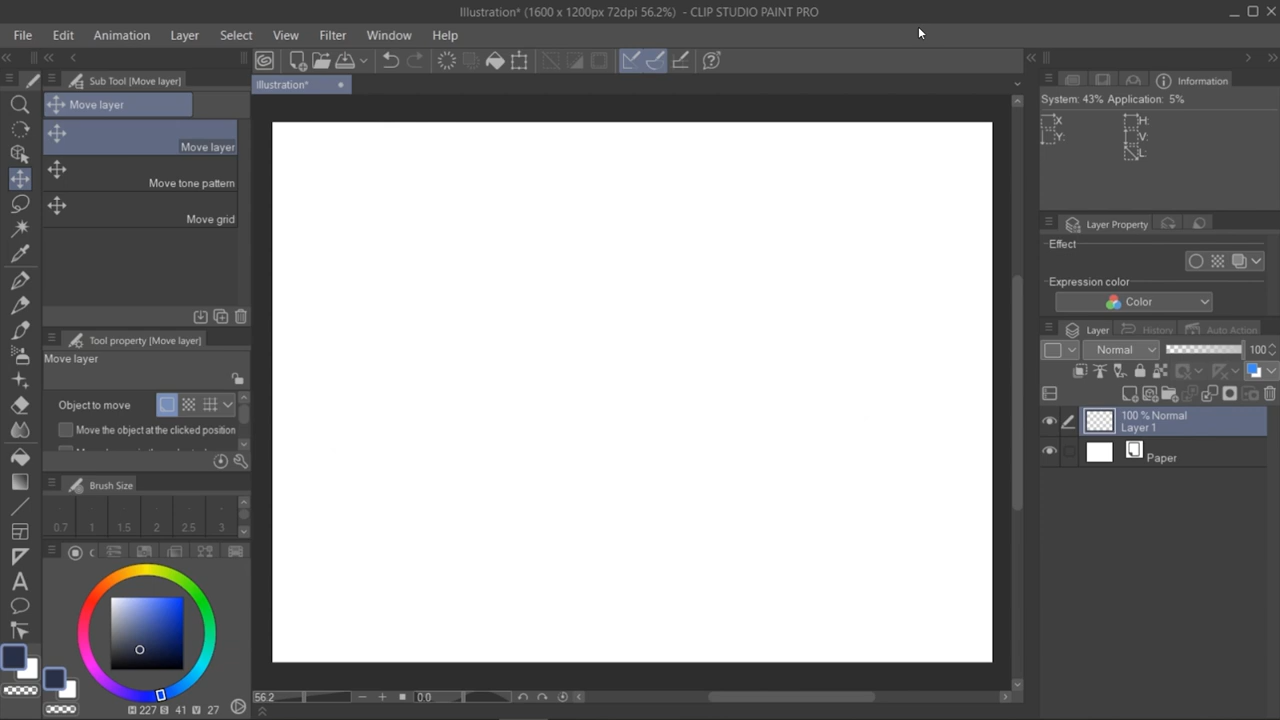 Illustration* (1600 x 1200px 72dpi 56.2%) - CLIP STUDIO PAINT PRO
File Edit Animation Layer Select View Filter Window Help
Illustration*
Sub Tool [Move layer]
Move layer
Move layer
Move tone pattern
Move grid
Tool property [Move layer]
Move layer
Object to move
Move the object at the clicked position
Brush Size
0.7 1 1.5 2 2.5 3
H 227 S 41 V 27
56.2
0.0
Information
System: 43% Application: 5%
X H:
Y: V:
L:
Layer Property
Effect
Expression color
Color
Layer History Auto Action
Normal 100
100 % Normal
Layer 1
Paper